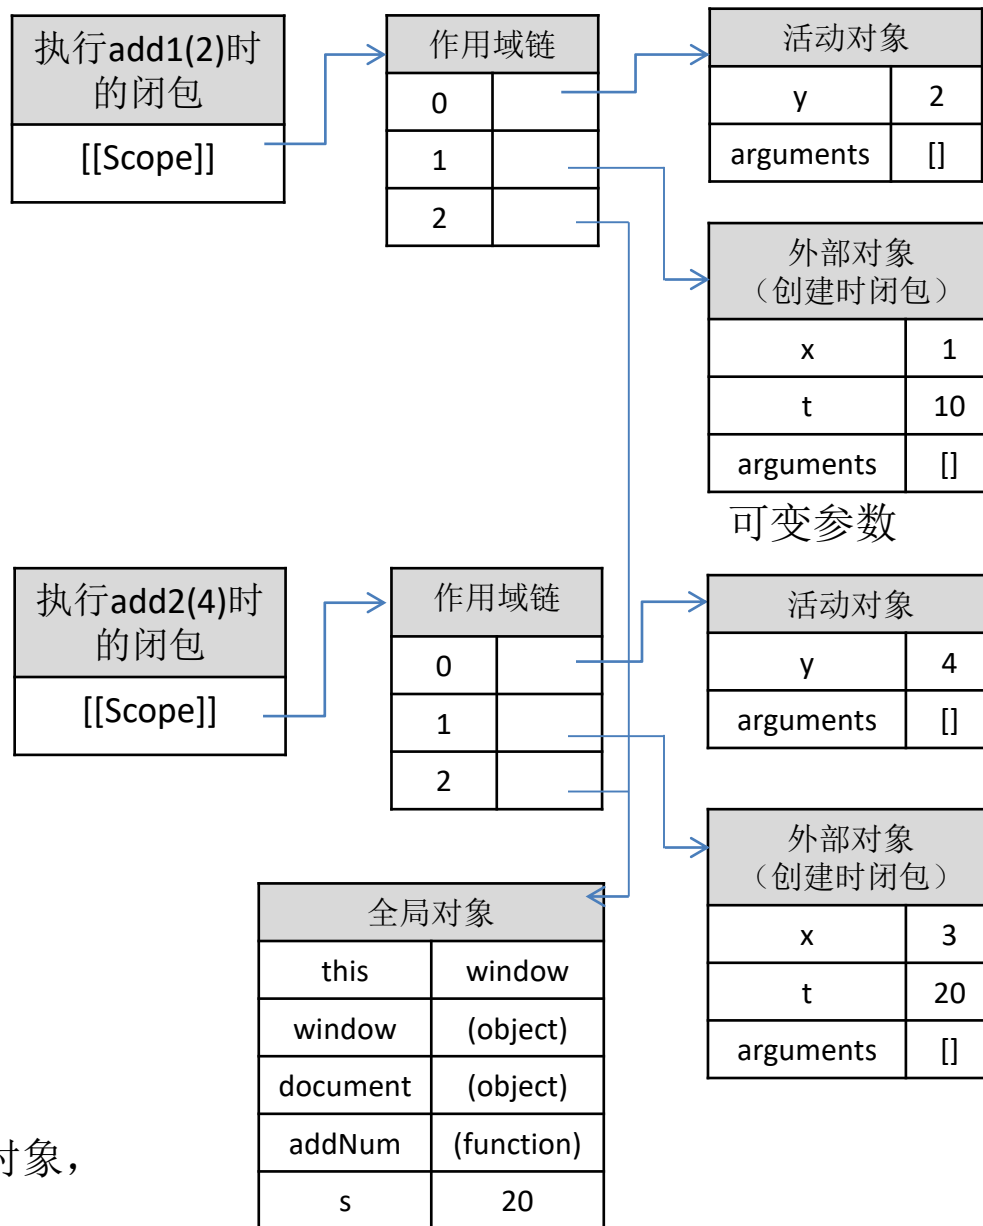 执行add1(2)时
的闭包
[[Scope]]
作用域链
0
1
2
活动对象
y 2
arguments []
外部对象
（创建时闭包）
x 1
t 10
arguments []
可变参数
执行add2(4)时
的闭包
[[Scope]]
作用域链
0
1
2
活动对象
y 4
arguments []
外部对象
（创建时闭包）
x 3
t 20
arguments []
全局对象
this window
window (object)
document (object)
addNum (function)
s 20
对象，